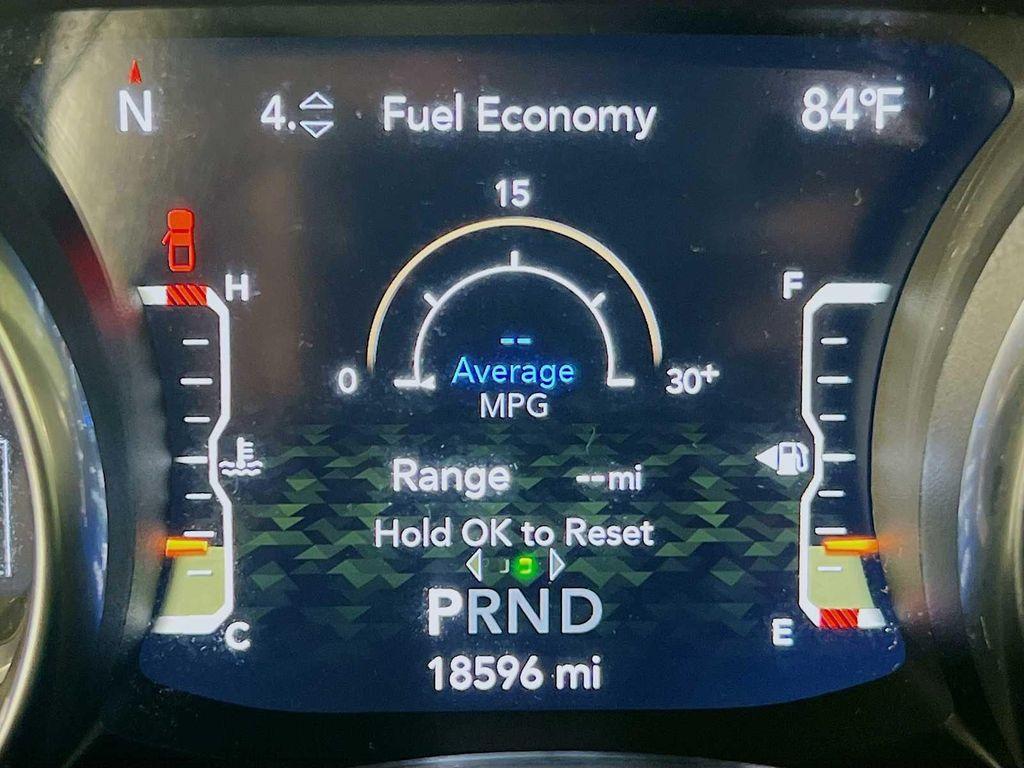 N 4. Fuel Economy 84°F
15
H F
--
0 Average 30+
MPG
Range --mi
Hold OK to Reset
PRND
C E
18596 mi